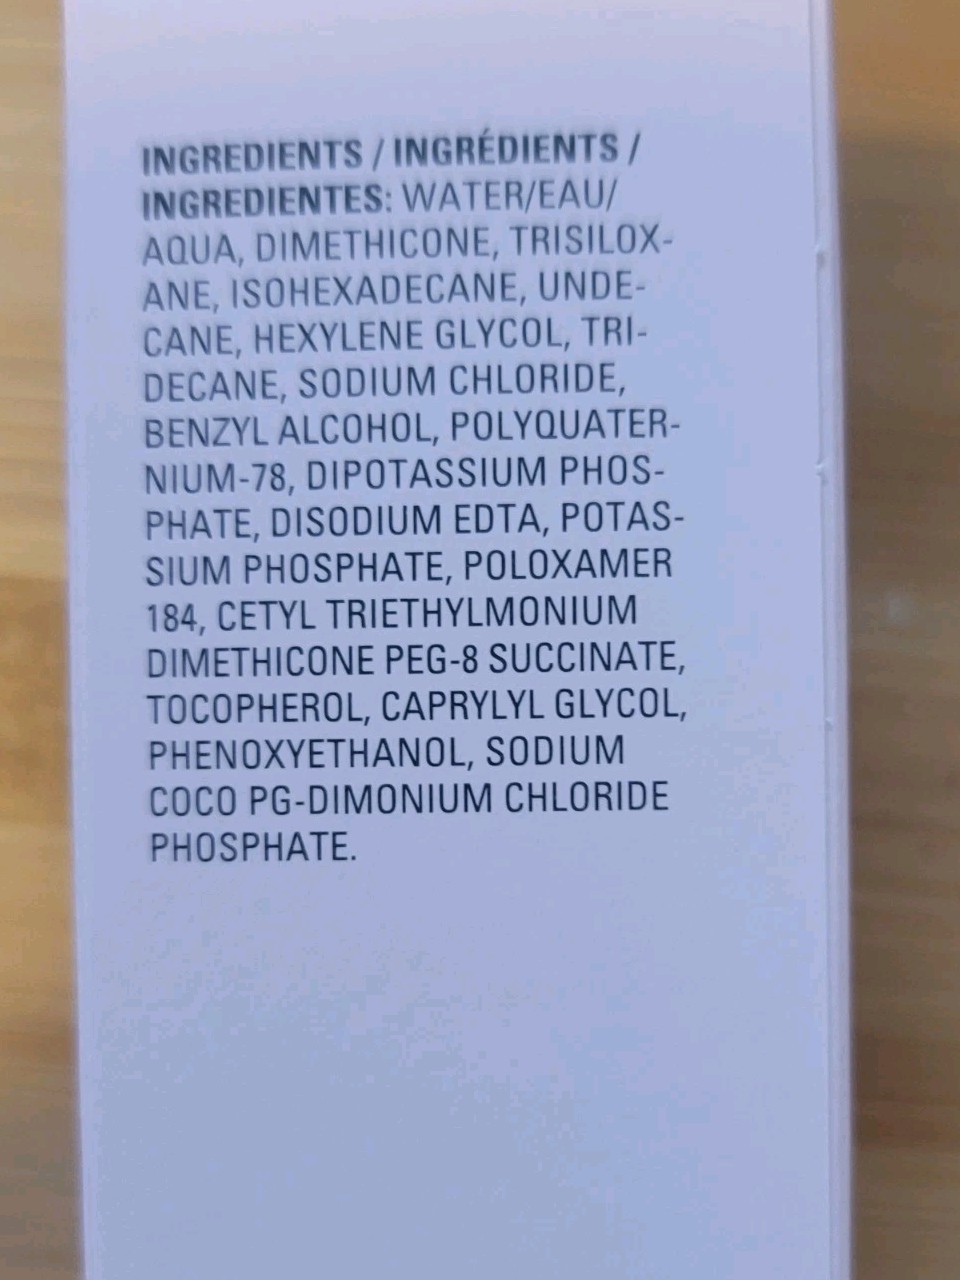 INGREDIENTS / INGRÉDIENTS /
INGREDIENTES: WATER/EAU/
AQUA, DIMETHICONE, TRISILOX-
ANE, ISOHEXADECANE, UNDE-
CANE, HEXYLENE GLYCOL, TRI-
DECANE, SODIUM CHLORIDE,
BENZYL ALCOHOL, POLYQUATER-
NIUM-78, DIPOTASSIUM PHOS-
PHATE, DISODIUM EDTA, POTAS-
SIUM PHOSPHATE, POLOXAMER
184, CETYL TRIETHYLMONIUM
DIMETHICONE PEG-8 SUCCINATE,
TOCOPHEROL, CAPRYLYL GLYCOL,
PHENOXYETHANOL, SODIUM
COCO PG-DIMONIUM CHLORIDE
PHOSPHATE.